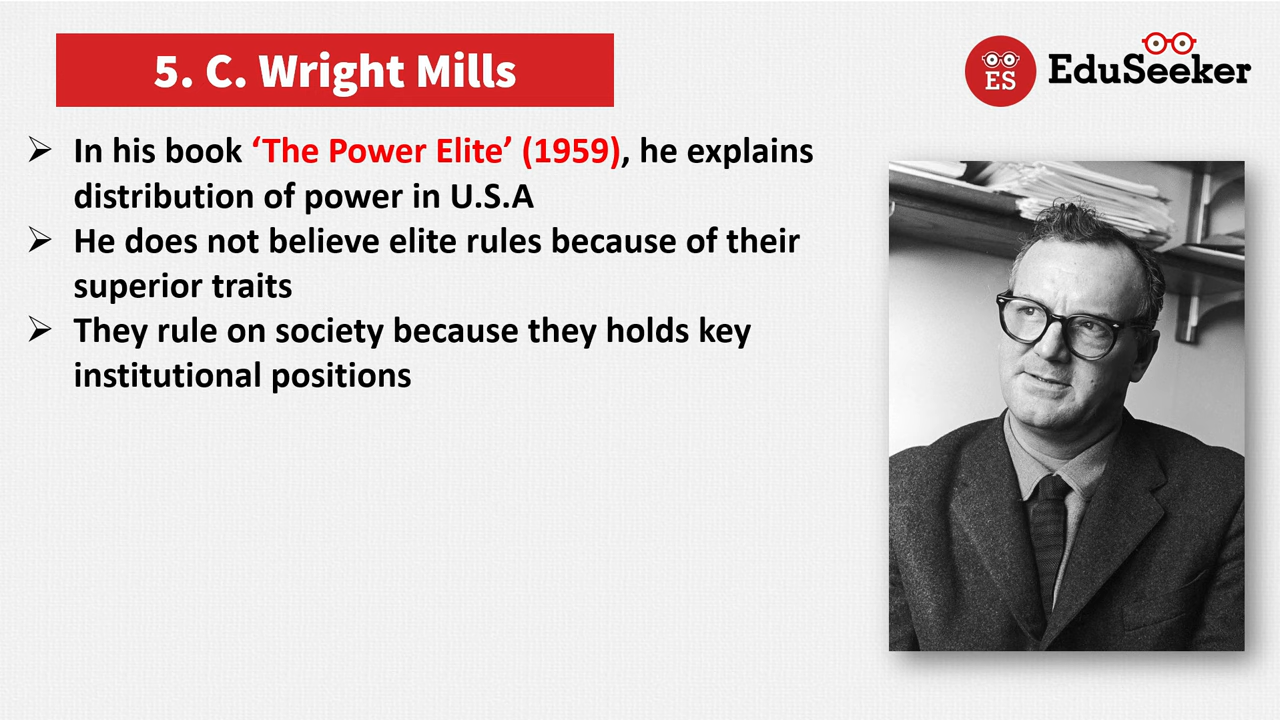 5. C. Wright Mills
ES
EduSeeker
➢ In his book ‘The Power Elite’ (1959), he explains
distribution of power in U.S.A
➢ He does not believe elite rules because of their
superior traits
➢ They rule on society because they holds key
institutional positions